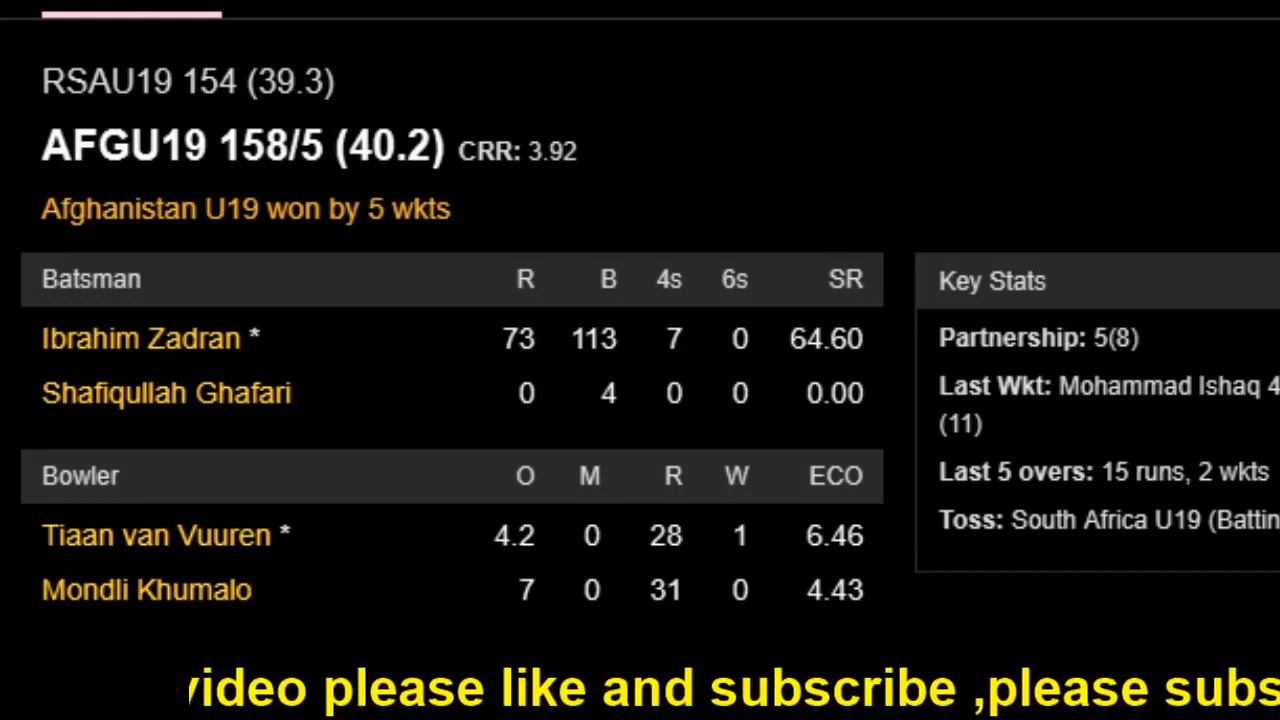 RSAU19 154 (39.3)
AFGU19 158/5 (40.2) CRR: 3.92
Afghanistan U19 won by 5 wkts
Batsman R B 4s 6s SR
Ibrahim Zadran * 73 113 7 0 64.60
Shafiqullah Ghafari 0 4 0 0 0.00
Bowler O M R W ECO
Tiaan van Vuuren * 4.2 0 28 1 6.46
Mondli Khumalo 7 0 31 0 4.43
Key Stats
Partnership: 5(8)
Last Wkt: Mohammad Ishaq 4
(11)
Last 5 overs: 15 runs, 2 wkts
Toss: South Africa U19 (Battin
video please like and subscribe ,please subs